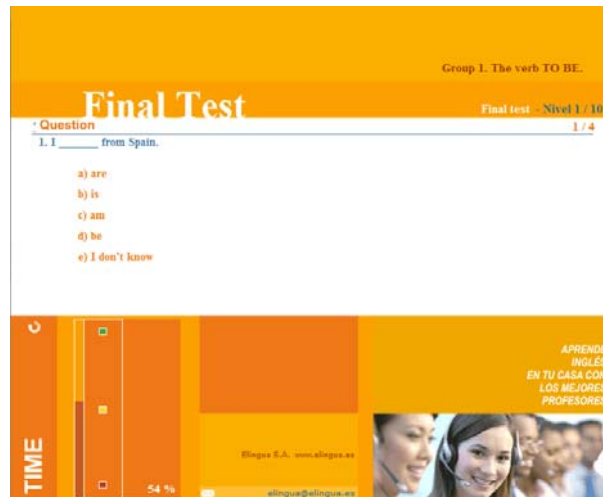 Group 1. The verb TO BE.
Final Test
Final test - Nivel 1 / 10
Question
1 / 4
1. I ______ from Spain.
a) are
b) is
c) am
d) be
e) I don't know
APRENDE
INGLÉS
EN TU CASA CON
LOS MEJORES
PROFESORES
TIME
54 %
Elingua S.A. www.elingua.es
elingua@elingua.es